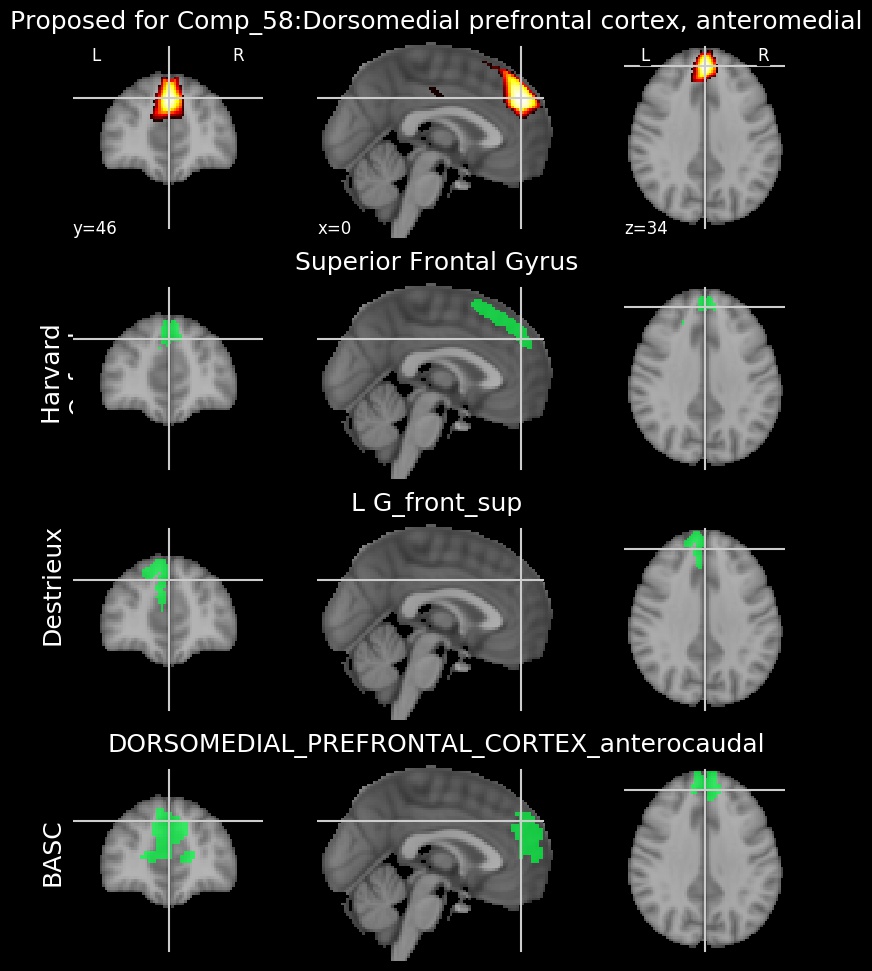 Proposed for Comp_58:Dorsomedial prefrontal cortex, anteromedial
L R L R
y=46 x=0 z=34
Superior Frontal Gyrus
Harvard
L G_front_sup
Destrieux
DORSOMEDIAL_PREFRONTAL_CORTEX_anterocaudal
BASC